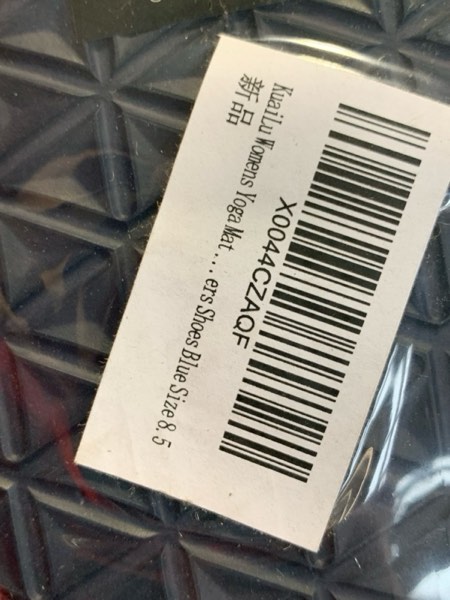 X0044CZAQF
KuaiLu Womens Yoga Mat...ers Shoes Blue Size 8.5
新品